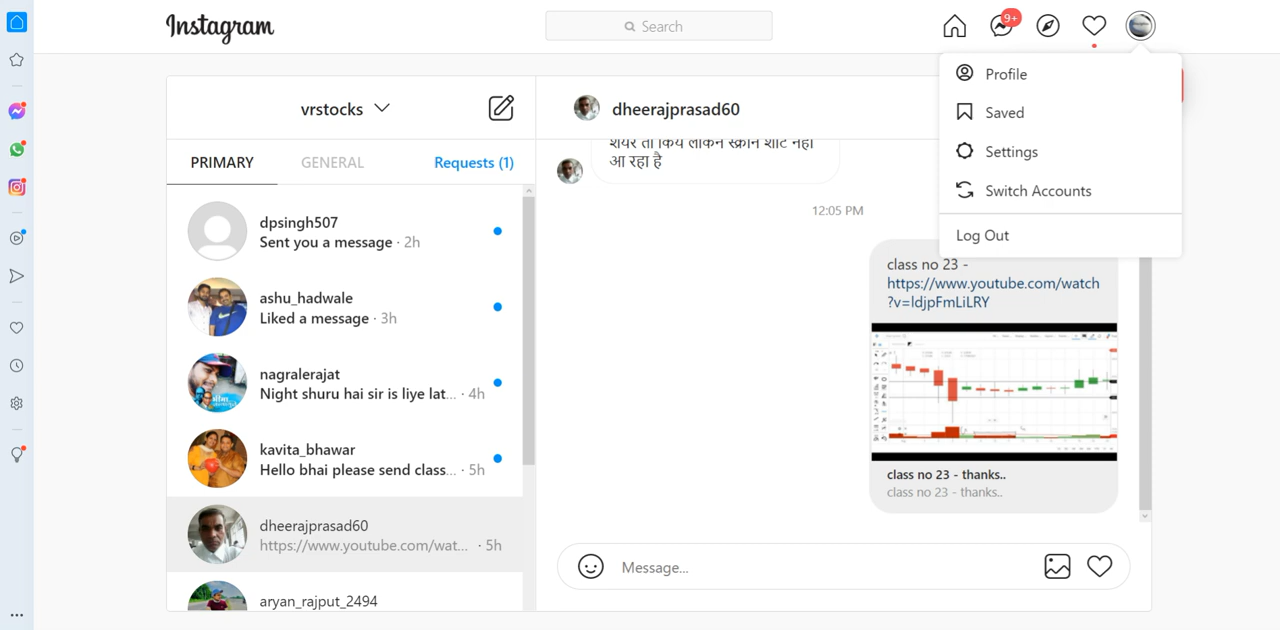 Instagram
Search
9+
Profile
Saved
Settings
Switch Accounts
Log Out
vrstocks
PRIMARY
GENERAL
Requests (1)
dpsingh507
Sent you a message · 2h
ashu_hadwale
Liked a message · 3h
nagralerajat
Night shuru hai sir is liye lat... · 4h
kavita_bhawar
Hello bhai please send class... · 5h
dheerajprasad60
https://www.youtube.com/wat... · 5h
aryan_rajput_2494
dheerajprasad60
शेयर तो किये लेकिन स्क्रीन शॉट नहीं
आ रहा है
12:05 PM
class no 23 -
https://www.youtube.com/watch
?v=ldjpFmLiLRY
class no 23 - thanks..
class no 23 - thanks..
Message...